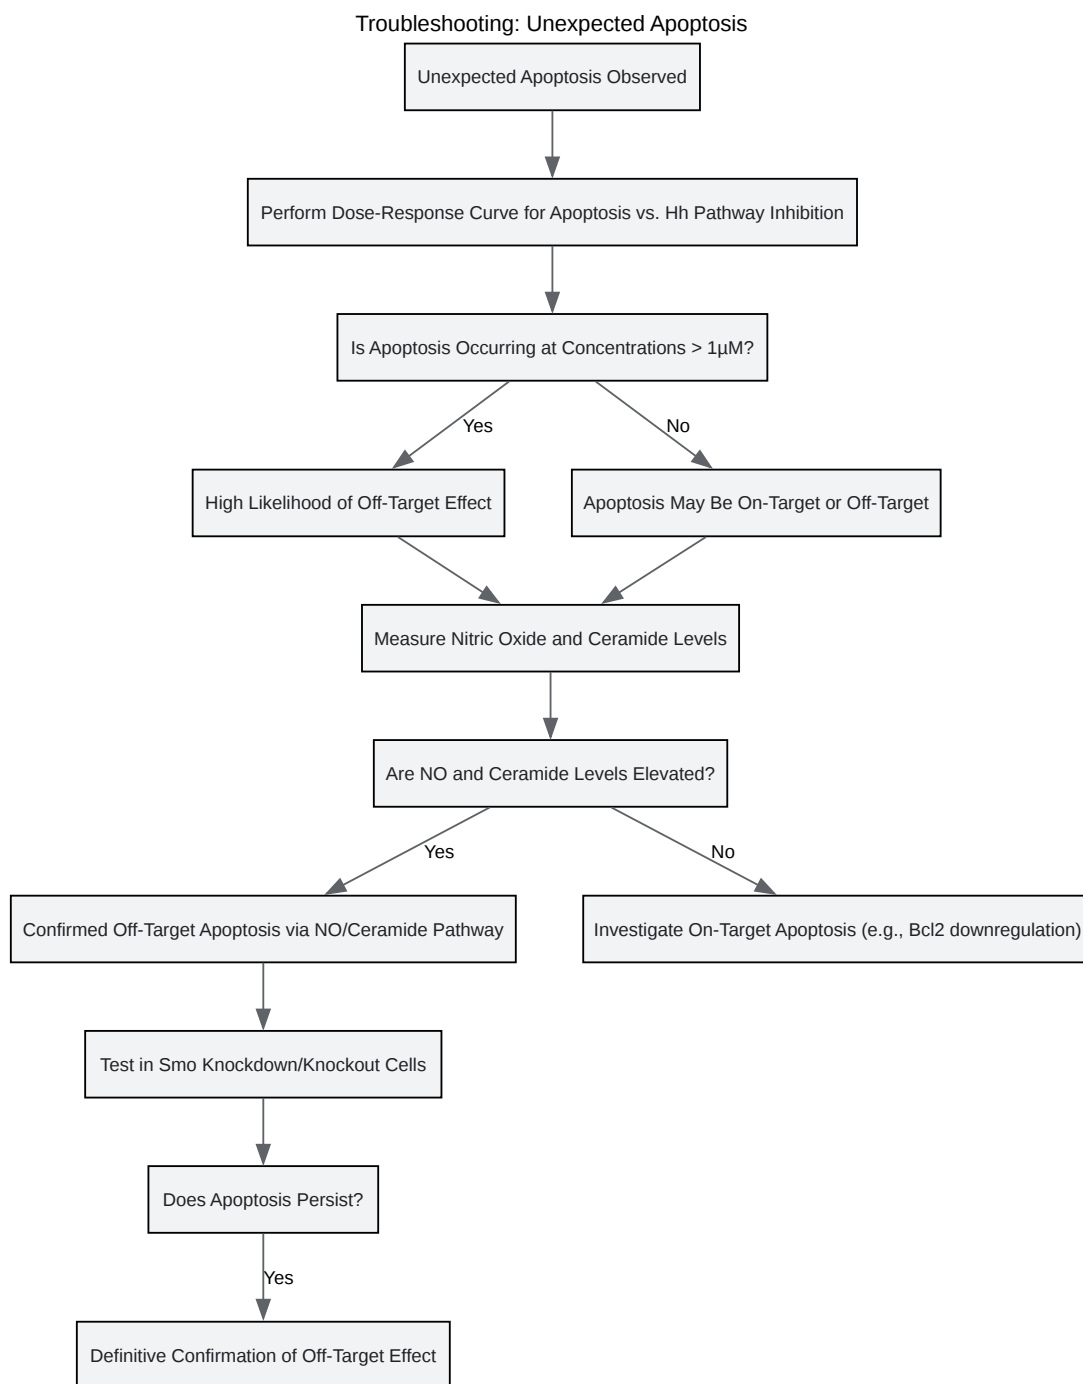 Troubleshooting: Unexpected Apoptosis
Unexpected Apoptosis Observed
Perform Dose-Response Curve for Apoptosis vs. Hh Pathway Inhibition
Is Apoptosis Occurring at Concentrations > 1µM?
Yes
No
High Likelihood of Off-Target Effect
Apoptosis May Be On-Target or Off-Target
Measure Nitric Oxide and Ceramide Levels
Are NO and Ceramide Levels Elevated?
Yes
No
Confirmed Off-Target Apoptosis via NO/Ceramide Pathway
Investigate On-Target Apoptosis (e.g., Bcl2 downregulation)
Test in Smo Knockdown/Knockout Cells
Does Apoptosis Persist?
Yes
Definitive Confirmation of Off-Target Effect